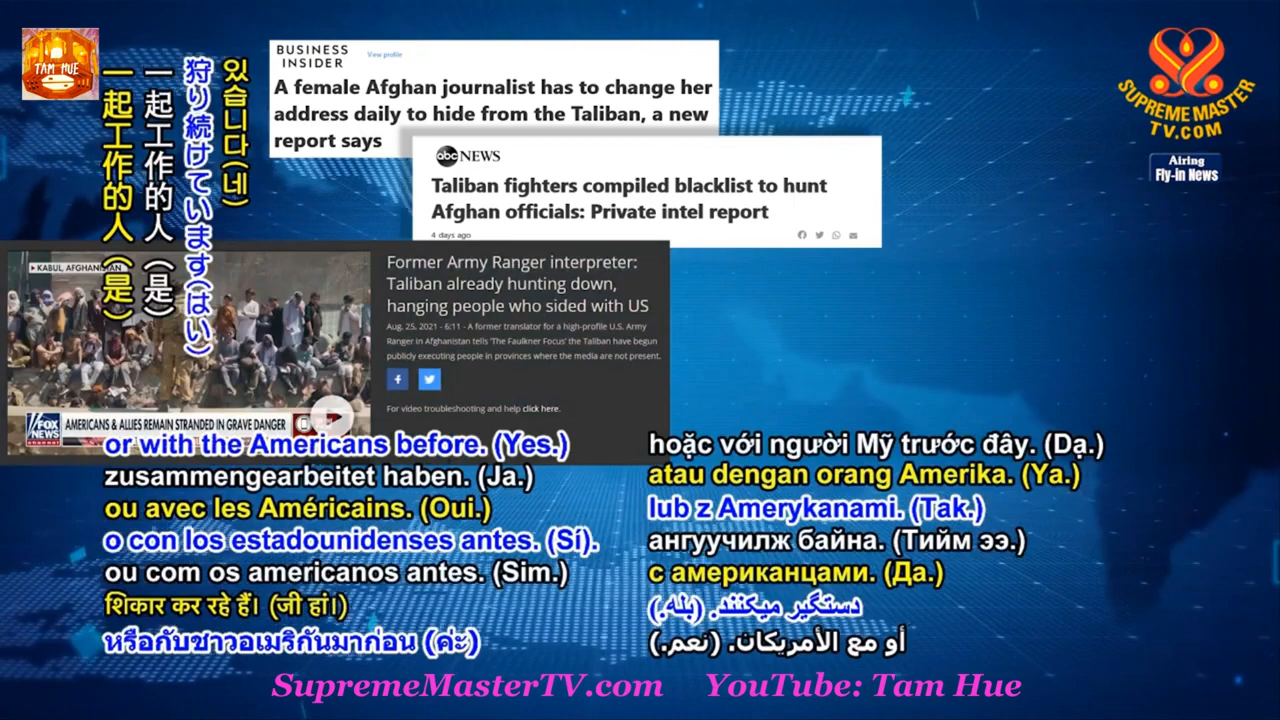 TAM HUE
있습니다(네)
狩り続けています(はい)
一起工作的人（是）
一起工作的人（是）
BUSINESS
INSIDER
View profile
A female Afghan journalist has to change her
address daily to hide from the Taliban, a new
report says
abc NEWS
Taliban fighters compiled blacklist to hunt
Afghan officials: Private intel report
4 days ago
SUPREME MASTER
TV.COM
Airing
Fly-in News
KABUL, AFGHANISTAN
Former Army Ranger interpreter:
Taliban already hunting down,
hanging people who sided with US
Aug. 25, 2021 - 6:11 - A former translator for a high-profile U.S. Army
Ranger in Afghanistan tells 'The Faulkner Focus' the Taliban have begun
publicly executing people in provinces where the media are not present.
For video troubleshooting and help click here.
FOX
NEWS
channel
AMERICANS & ALLIES REMAIN STRANDED IN GRAVE DANGER
or with the Americans before. (Yes.)
zusammengearbeitet haben. (Ja.)
ou avec les Américains. (Oui.)
o con los estadounidenses antes. (Sí).
ou com os americanos antes. (Sim.)
शिकार कर रहे हैं। (जी हां।)
หรือกับชาวอเมริกันมาก่อน (ค่ะ)
hoặc với người Mỹ trước đây. (Dạ.)
atau dengan orang Amerika. (Ya.)
lub z Amerykanami. (Tak.)
ангуучилж байна. (Тийм ээ.)
с американцами. (Да.)
دستگیر میکنند. (بله.)
أو مع الأمريكان. (نعم.)
SupremeMasterTV.com YouTube: Tam Hue